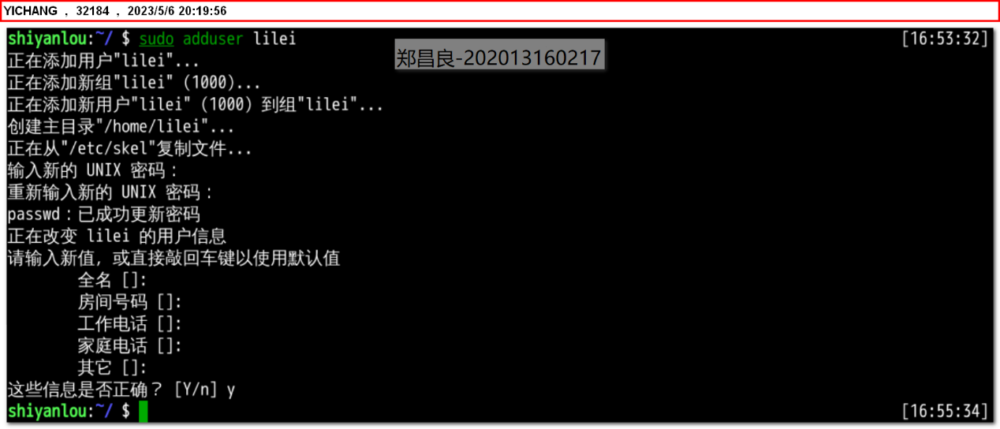 YICHANG , 32184 , 2023/5/6 20:19:56
shiyanlou:~/ $ sudo adduser lilei [16:53:32]
郑昌良-202013160217
正在添加用户"lilei"...
正在添加新组"lilei" (1000)...
正在添加新用户"lilei" (1000) 到组"lilei"...
创建主目录"/home/lilei"...
正在从"/etc/skel"复制文件...
输入新的 UNIX 密码：
重新输入新的 UNIX 密码：
passwd：已成功更新密码
正在改变 lilei 的用户信息
请输入新值，或直接敲回车键以使用默认值
全名 []:
房间号码 []:
工作电话 []:
家庭电话 []:
其它 []:
这些信息是否正确？ [Y/n] y
shiyanlou:~/ $ [16:55:34]